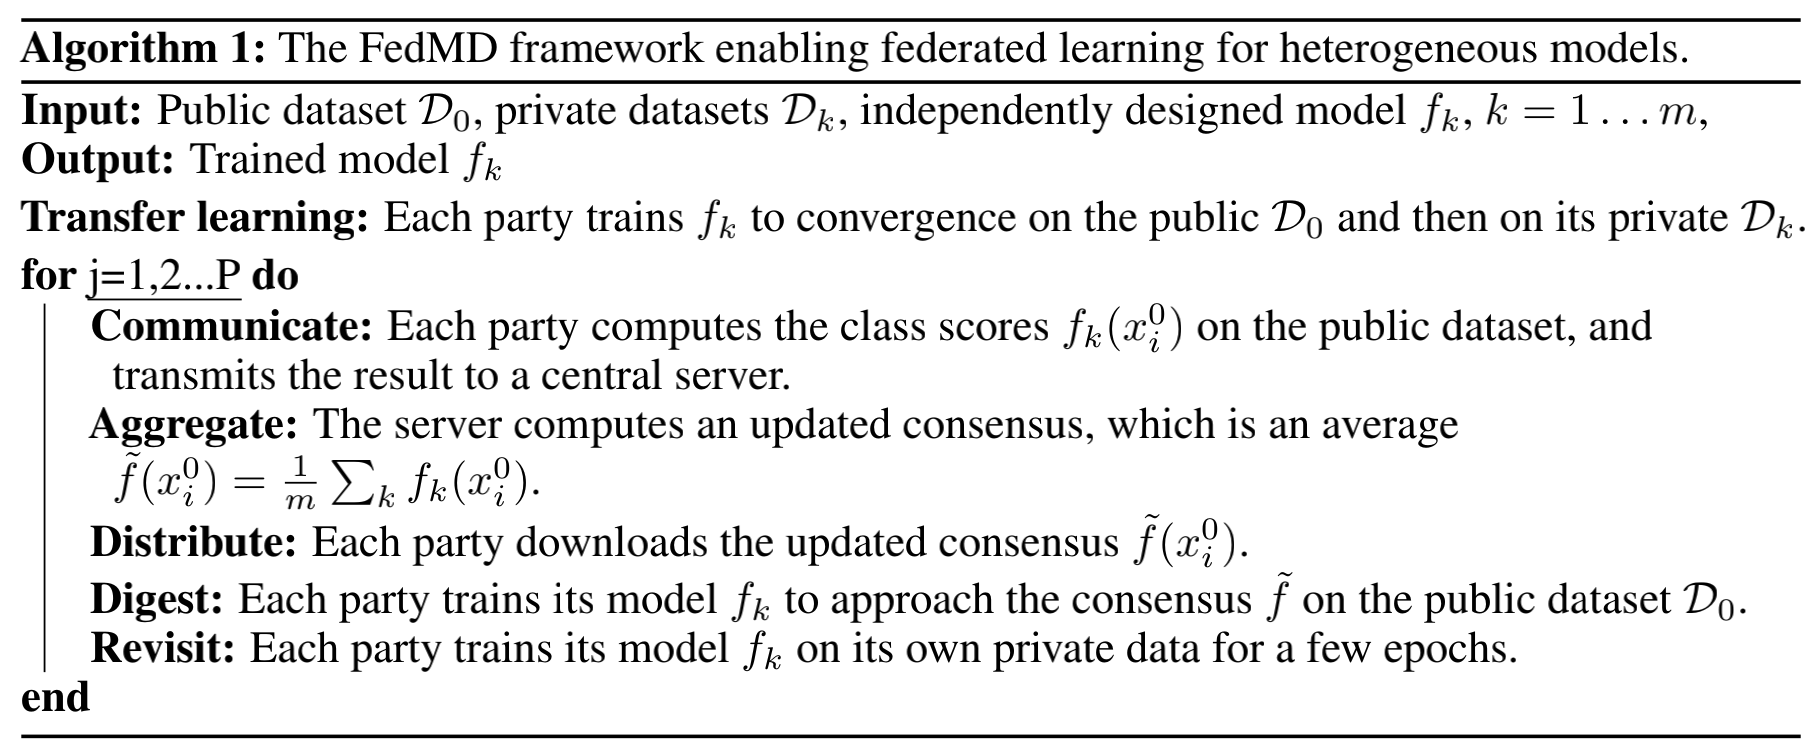 Algorithm 1: The FedMD framework enabling federated learning for heterogeneous models.
Input: Public dataset $\mathcal{D}_0$, private datasets $\mathcal{D}_k$, independently designed model $f_k$, $k = 1 \ldots m$,
Output: Trained model $f_k$
Transfer learning: Each party trains $f_k$ to convergence on the public $\mathcal{D}_0$ and then on its private $\mathcal{D}_k$.
for j=1,2...P do
Communicate: Each party computes the class scores $f_k(x_i^0)$ on the public dataset, and
transmits the result to a central server.
Aggregate: The server computes an updated consensus, which is an average
$\tilde{f}(x_i^0) = \frac{1}{m} \sum_k f_k(x_i^0)$.
Distribute: Each party downloads the updated consensus $\tilde{f}(x_i^0)$.
Digest: Each party trains its model $f_k$ to approach the consensus $\tilde{f}$ on the public dataset $\mathcal{D}_0$.
Revisit: Each party trains its model $f_k$ on its own private data for a few epochs.
end